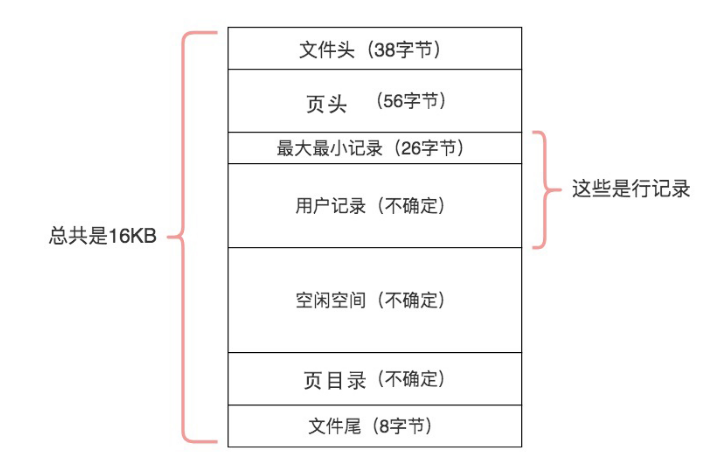 文件头（38字节）
页头 （56字节）
最大最小记录（26字节）
用户记录（不确定）
空闲空间（不确定）
页目录（不确定）
文件尾（8字节）
总共是16KB
这些是行记录